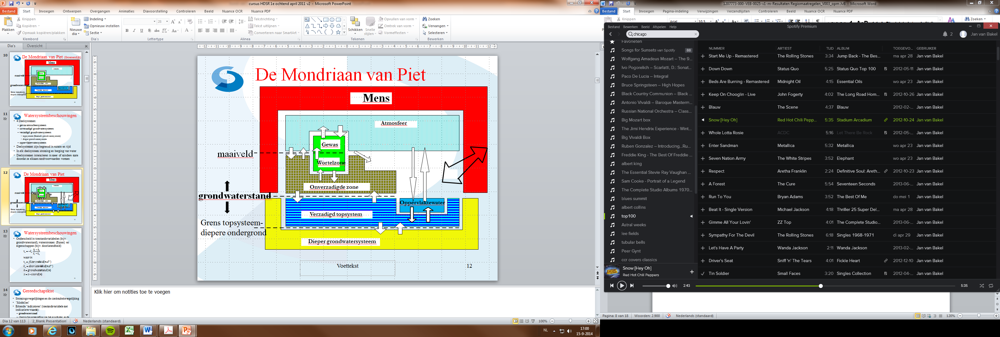 cursus HDSR 1e ochtend april 2011 v2 - Microsoft PowerPoint
Bestand Start Invoegen Ontwerpen Overgangen Animaties Diavoorstelling Controleren Beeld Nuance OCR Nuance PDF
Plakken
Knippen
Kopiëren
Opmaak kopiëren/plakken
Klembord
Nieuwe dia
Indeling
Opnieuw instellen
Sectie
Dia's
28
Lettertype
Tekstrichting
Tekst uitlijnen
Converteren naar SmartArt
Alinea
Schikken
Snelle stijlen
Opvullen van vorm
Omtrek van vorm
Vormeffecten
Tekenen
Zoeken
Vervangen
Selecteren
Bewerken
Dia's Overzicht
10
De Mondriaan van Piet (Groenendijk)
Mens
maaiveld
grondwaterstand
11
Watersysteembeschouwingen
• 4 Deelsystemen:
– gewas/atmosfeersysteem
– onverzadigd grondwatersysteem
– verzadigd grondwatersysteem
• topsysteem (freatisch grondwatersysteem)
• dieper grondwatersysteem
– oppervlaktewatersysteem
• Deelsystemen zijn begrensd in ruimte en tijd
• In elk deelsysteem stroming en berging van water
• Deelsystemen interacteren in meer of mindere mate
doordat ze elkaars randvoorwaarden vormen
12
De Mondriaan van Piet
Mens
maaiveld
grondwaterstand
13
Watersysteembeschouwingen
• Onderscheid in toestandsvariabelen (bijv.
grondwaterstand), waterstromen (fluxen) en
eigenschappen (bijv. doorlatendheid)
waarin
14
Gereedschapskist
• Stromingsvergelijkingen en de continuïteitsvergelijking
• "Modellen"
• Erkende "indicatoren" (toestandsvariabele met
indicatieve waarde):
– grondwaterstand
De Mondriaan van Piet
Mens
Atmosfeer
Gewas
maaiveld
Wortelzone
Onverzadigde zone
grondwaterstand
Oppervlaktewater
Verzadigd topsysteem
Grens topsysteem-
diepere ondergrond
Dieper grondwatersysteem
Voettekst
12
Klik hier om notities toe te voegen
Dia 12 van 113 '2_Blank Presentation' Nederlands (standaard) 100%
NL
17:00
15-9-2014
1207773-000-VEB-0025-v1-m-Resultaten Regiomaatregelen_V003_opm JvB - Microsoft Word
Bestand Start Invoegen Pagina-indeling Verwijzingen Verzendlijsten Controleren Beeld Nuance OCR Nuance PDF
Knippen
Arial 10,5
Zoeken
Bestand Bewerken Beeld Afspelen Help
Spotify Premium
chicago
2 Jan van Bakel
Favorieten
Songs for Sunsets van Spotify 88
Wolfgang Amadeus Mozart – The 9...
Ivo Pogorelich – Scarlatti, D.: Sonat...
Paco De Lucia – Integral
Bruce Springsteen – High Hopes
Black Country Communion – Black ...
Antonio Vivaldi – Baroque Masterm...
Russian National Orchestra – Class...
Big Mozart box
The Jimi Hendrix Experience - Wint...
Big Vivaldi Box
Ruben Gonzalez – Introducing...Ru...
Freddie King - The Best Of Freddie ...
albert king
The Essential Stevie Ray Vaughan ...
Sam Cooke - Portrait of a Legend
The Complete Studio Albums 1970...
blues summit
albert collins
top100
Astral weeks
lee fields
tubular bells
Peer Gynt
ccr covers classics
NUMMER ARTIEST TIJD ALBUM TOEGEVO... GEBRUIKER
Start Me Up - Remastered The Rolling Stones 3:34 Jump Back - The Bes... ma apr 28 Jan van Bakel
Down Down Status Quo 5:25 Status Quo Top 100 2012-05-11 Jan van Bakel
Beds Are Burning - Remastered Midnight Oil 4:15 Essential Oils wo apr 23 Jan van Bakel
Keep On Chooglin - Live John Fogerty 4:02 The Long Road Hom... 2012-10-26 Jan van Bakel
Blauw The Scene 4:37 Blauw 2012-02-... Jan van Bakel
Snow [Hey Oh] Red Hot Chili Pepp... 5:35 Stadium Arcadium 2012-10-24 Jan van Bakel
Whole Lotta Rosie ACDC 5:16 Let There Be Rock 2012-05-... Jan van Bakel
Enter Sandman Metallica 5:32 Metallica wo apr 23 Jan van Bakel
Seven Nation Army The White Stripes 3:52 Elephant wo apr 23 Jan van Bakel
Respect Aretha Franklin 2:24 Definitive Soul: Areth... 2012-10-23 Jan van Bakel
A Forest The Cure 5:54 Seventeen Seconds 2013-06-... Jan van Bakel
Run To You Bryan Adams 3:52 The Best Of Me do mei 1 Jan van Bakel
Beat It - Single Version Michael Jackson 4:18 Thriller 25 Super Del... ma apr 28 Jan van Bakel
Gimme All Your Lovin' ZZ Top 4:01 The Complete Studio... 2013-06-... Jan van Bakel
Sympathy For The Devil The Rolling Stones 6:18 Singles 1968-1971 di apr 29 Jan van Bakel
Let's Have A Party Wanda Jackson 2:11 Wanda Jackson 2013-02-... Jan van Bakel
Driver's Seat Sniff 'n' The Tears 4:01 Fickle Heart 2012-12-10 Jan van Bakel
Tin Soldier Small Faces 3:20 Singles Collection 2012-04-... Jan van Bakel
Snow [Hey Oh]
Red Hot Chili Peppers
2:43 5:35
Pagina: 8 van 18 Woorden: 2.900 Nederlands (standaard) 120%